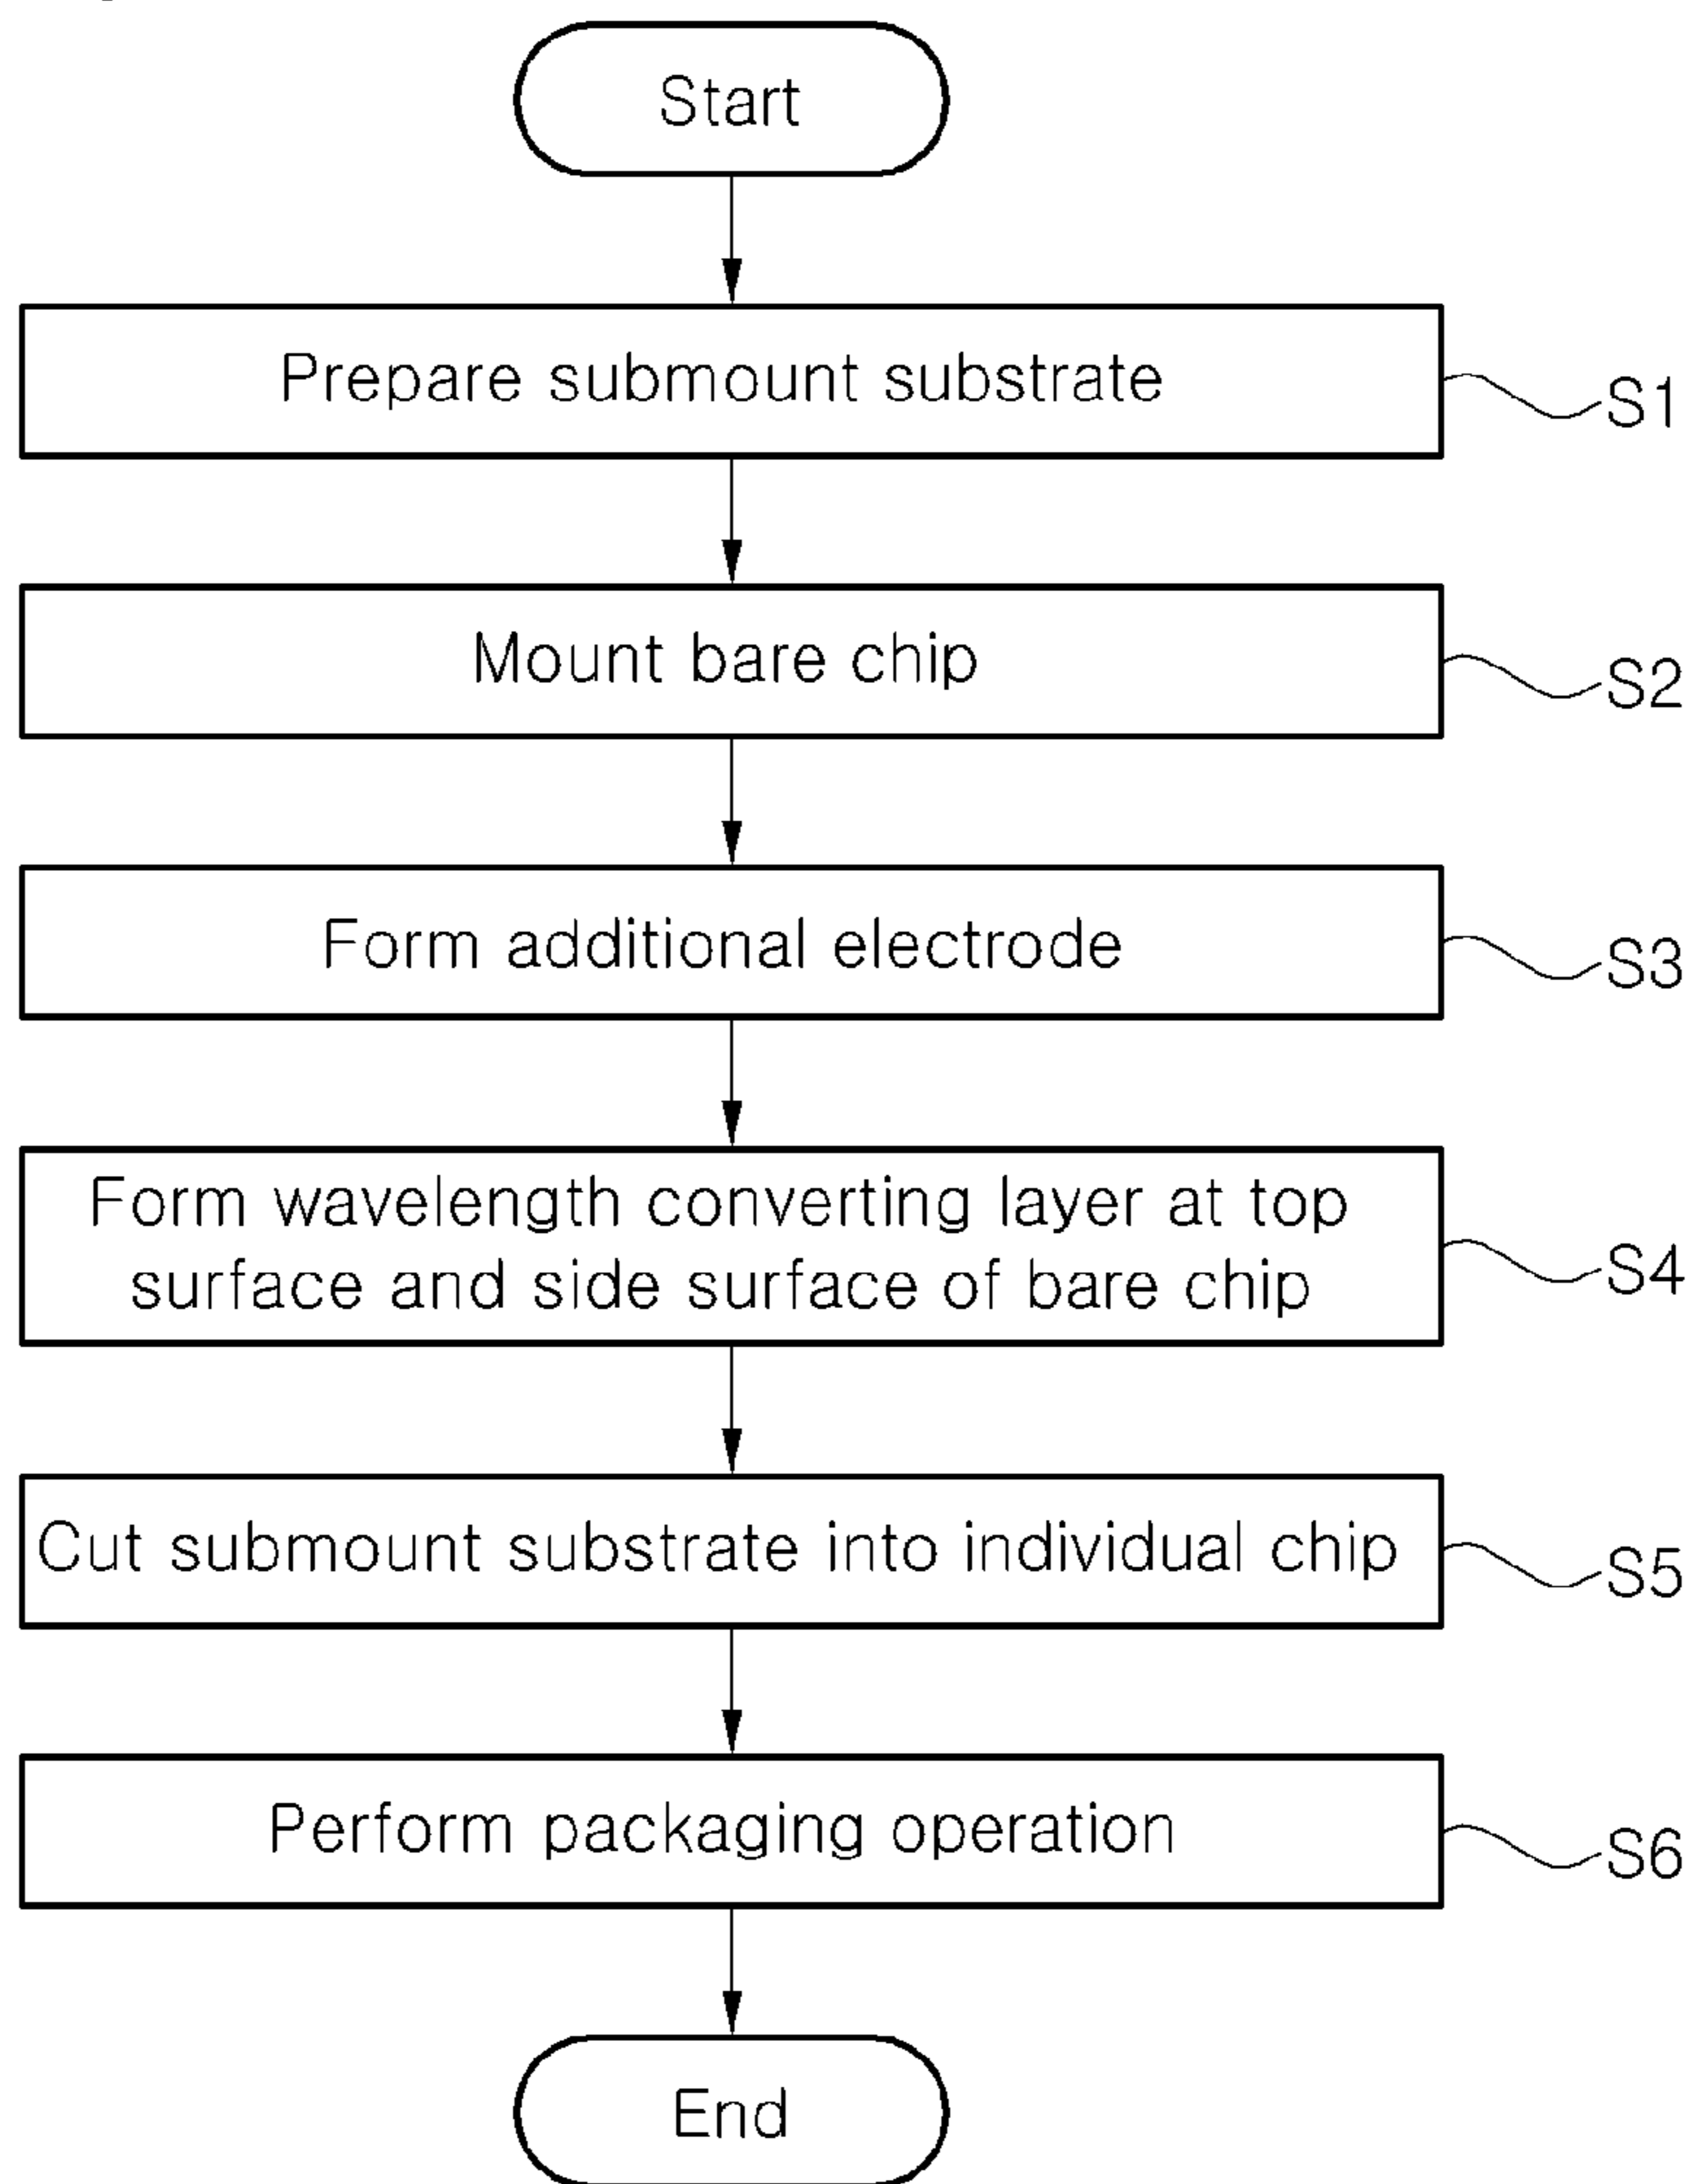 Start
Prepare submount substrate
S1
Mount bare chip
S2
Form additional electrode
S3
Form wavelength converting layer at top
surface and side surface of bare chip
S4
Cut submount substrate into individual chip
S5
Perform packaging operation
S6
End